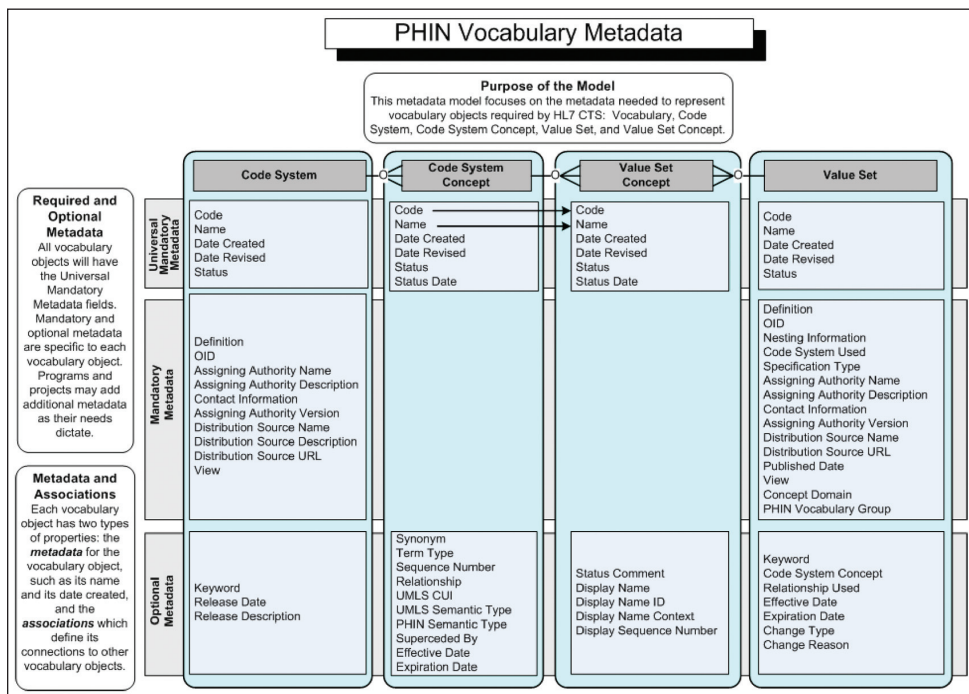 PHIN Vocabulary Metadata
Purpose of the Model
This metadata model focuses on the metadata needed to represent
vocabulary objects required by HL7 CTS: Vocabulary, Code
System, Code System Concept, Value Set, and Value Set Concept.
Required and
Optional
Metadata
All vocabulary
objects will have
the Universal
Mandatory
Metadata fields.
Mandatory and
optional metadata
are specific to each
vocabulary object.
Programs and
projects may add
additional metadata
as their needs
dictate.
Metadata and
Associations
Each vocabulary
object has two types
of properties: the
metadata for the
vocabulary object,
such as its name
and its date created,
and the
associations which
define its
connections to other
vocabulary objects.
Universal
Mandatory
Metadata
Mandatory
Metadata
Optional
Metadata
Code System
Code
Name
Date Created
Date Revised
Status
Definition
OID
Assigning Authority Name
Assigning Authority Description
Contact Information
Assigning Authority Version
Distribution Source Name
Distribution Source Description
Distribution Source URL
View
Keyword
Release Date
Release Description
Code System
Concept
Code
Name
Date Created
Date Revised
Status
Status Date
Synonym
Term Type
Sequence Number
Relationship
UMLS CUI
UMLS Semantic Type
PHIN Semantic Type
Superceded By
Effective Date
Expiration Date
Value Set
Concept
Code
Name
Date Created
Date Revised
Status
Status Date
Status Comment
Display Name
Display Name ID
Display Name Context
Display Sequence Number
Value Set
Code
Name
Date Created
Date Revised
Status
Definition
OID
Nesting Information
Code System Used
Specification Type
Assigning Authority Name
Assigning Authority Description
Contact Information
Assigning Authority Version
Distribution Source Name
Distribution Source URL
Published Date
View
Concept Domain
PHIN Vocabulary Group
Keyword
Code System Concept
Relationship Used
Effective Date
Expiration Date
Change Type
Change Reason